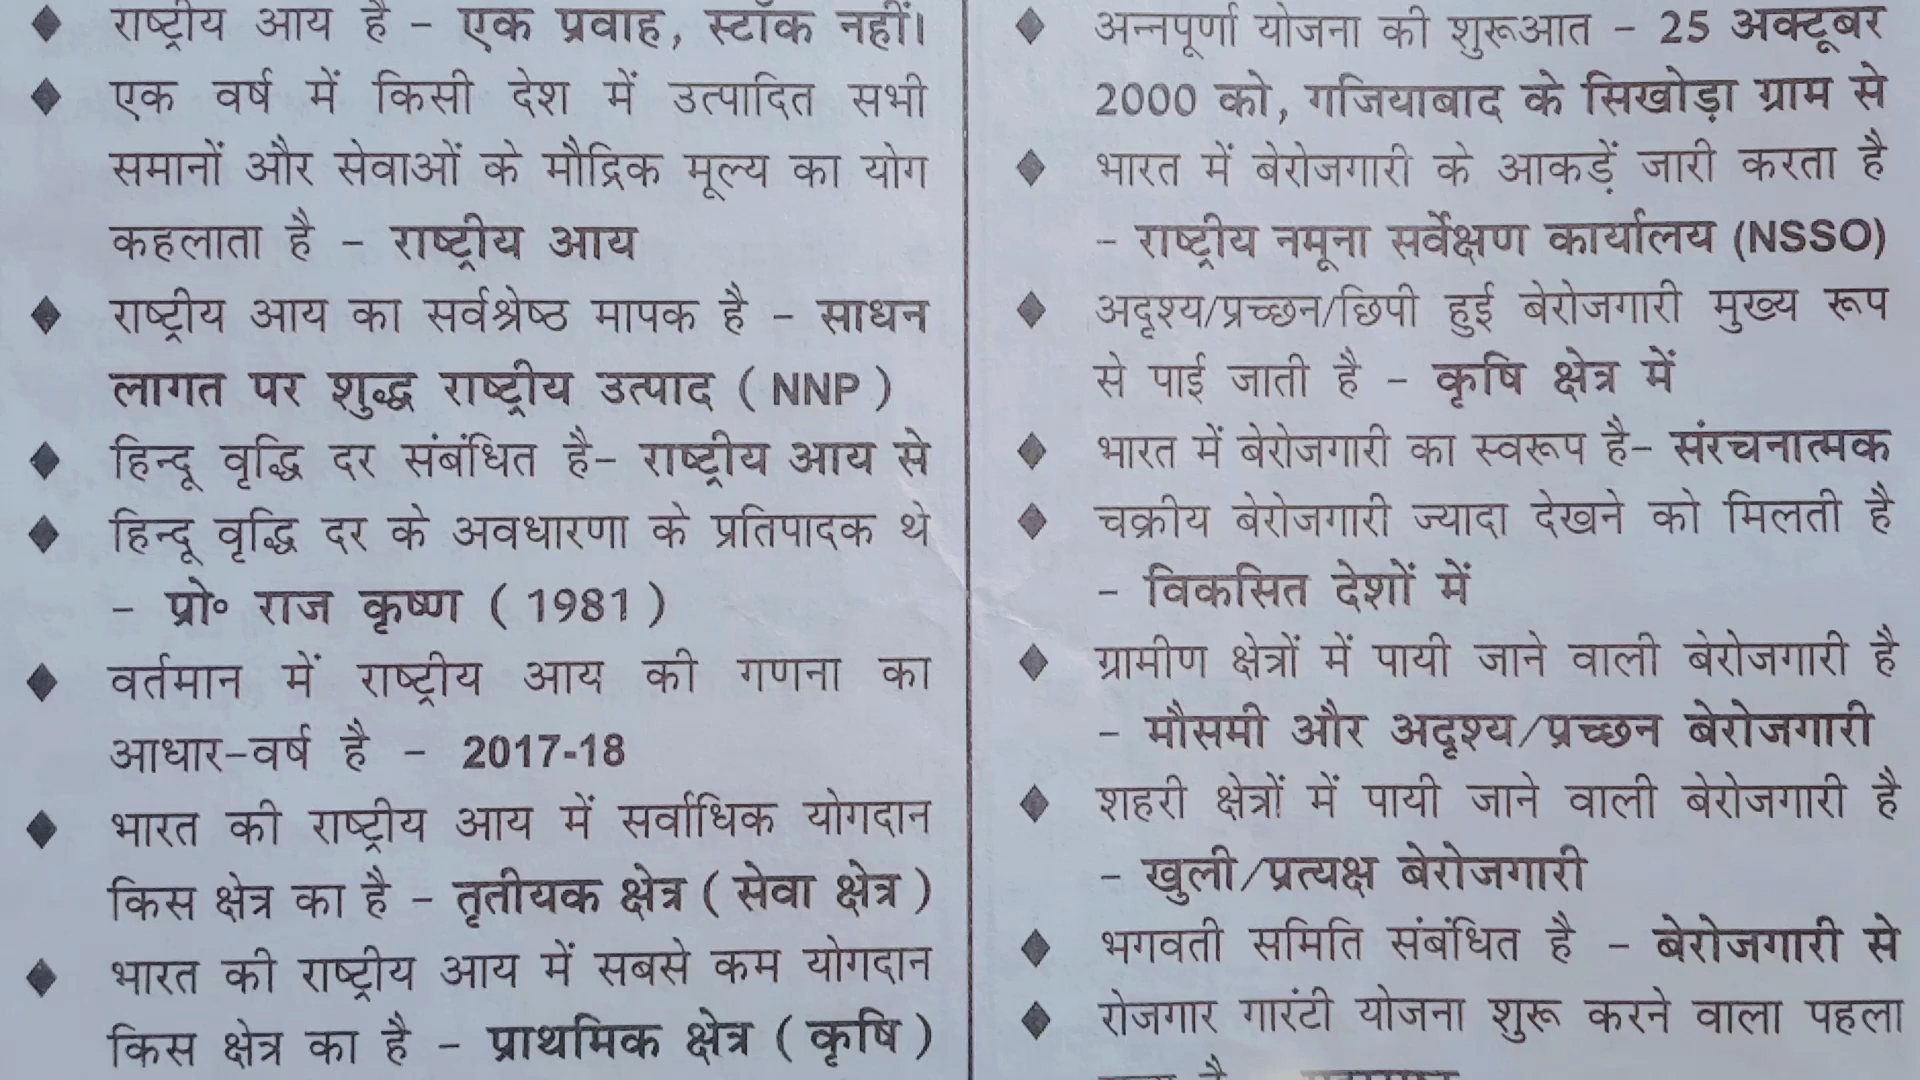 राष्ट्रीय आय है - एक प्रवाह, स्टॉक नहीं।
एक वर्ष में किसी देश में उत्पादित सभी
समानों और सेवाओं के मौद्रिक मूल्य का योग
कहलाता है - राष्ट्रीय आय
राष्ट्रीय आय का सर्वश्रेष्ठ मापक है - साधन
लागत पर शुद्ध राष्ट्रीय उत्पाद ( NNP )
हिन्दू वृद्धि दर संबंधित है- राष्ट्रीय आय से
हिन्दू वृद्धि दर के अवधारणा के प्रतिपादक थे
- प्रो॰ राज कृष्ण ( 1981 )
वर्तमान में राष्ट्रीय आय की गणना का
आधार-वर्ष है - 2017-18
भारत की राष्ट्रीय आय में सर्वाधिक योगदान
किस क्षेत्र का है - तृतीयक क्षेत्र ( सेवा क्षेत्र )
भारत की राष्ट्रीय आय में सबसे कम योगदान
किस क्षेत्र का है - प्राथमिक क्षेत्र ( कृषि )
अन्नपूर्णा योजना की शुरूआत - 25 अक्टूबर
2000 को, गजियाबाद के सिखोड़ा ग्राम से
भारत में बेरोजगारी के आकड़ें जारी करता है
- राष्ट्रीय नमूना सर्वेक्षण कार्यालय (NSSO)
अदृश्य/प्रच्छन/छिपी हुई बेरोजगारी मुख्य रूप
से पाई जाती है - कृषि क्षेत्र में
भारत में बेरोजगारी का स्वरूप है- संरचनात्मक
चक्रीय बेरोजगारी ज्यादा देखने को मिलती है
- विकसित देशों में
ग्रामीण क्षेत्रों में पायी जाने वाली बेरोजगारी है
- मौसमी और अदृश्य/प्रच्छन बेरोजगारी
शहरी क्षेत्रों में पायी जाने वाली बेरोजगारी है
- खुली/प्रत्यक्ष बेरोजगारी
भगवती समिति संबंधित है - बेरोजगारी से
रोजगार गारंटी योजना शुरू करने वाला पहला